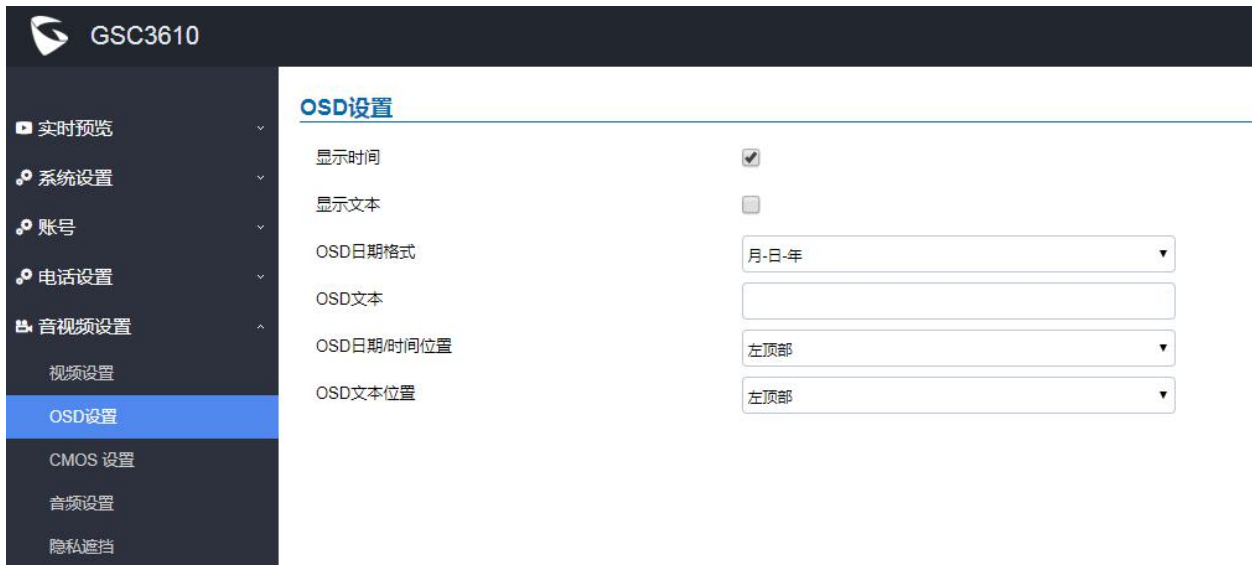 GSC3610
实时预览
系统设置
账号
电话设置
音视频设置
视频设置
OSD设置
CMOS 设置
音频设置
隐私遮挡
OSD设置
显示时间
显示文本
OSD日期格式
月-日-年
OSD文本
OSD日期/时间位置
左顶部
OSD文本位置
左顶部